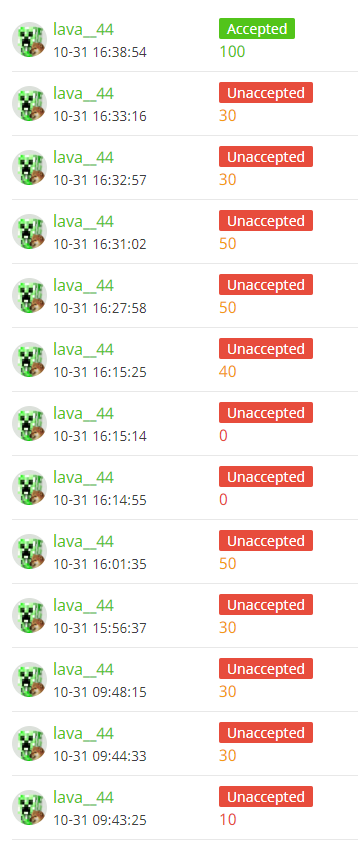 lava__44 Accepted
10-31 16:38:54 100
lava__44 Unaccepted
10-31 16:33:16 30
lava__44 Unaccepted
10-31 16:32:57 30
lava__44 Unaccepted
10-31 16:31:02 50
lava__44 Unaccepted
10-31 16:27:58 50
lava__44 Unaccepted
10-31 16:15:25 40
lava__44 Unaccepted
10-31 16:15:14 0
lava__44 Unaccepted
10-31 16:14:55 0
lava__44 Unaccepted
10-31 16:01:35 50
lava__44 Unaccepted
10-31 15:56:37 30
lava__44 Unaccepted
10-31 09:48:15 30
lava__44 Unaccepted
10-31 09:44:33 30
lava__44 Unaccepted
10-31 09:43:25 10